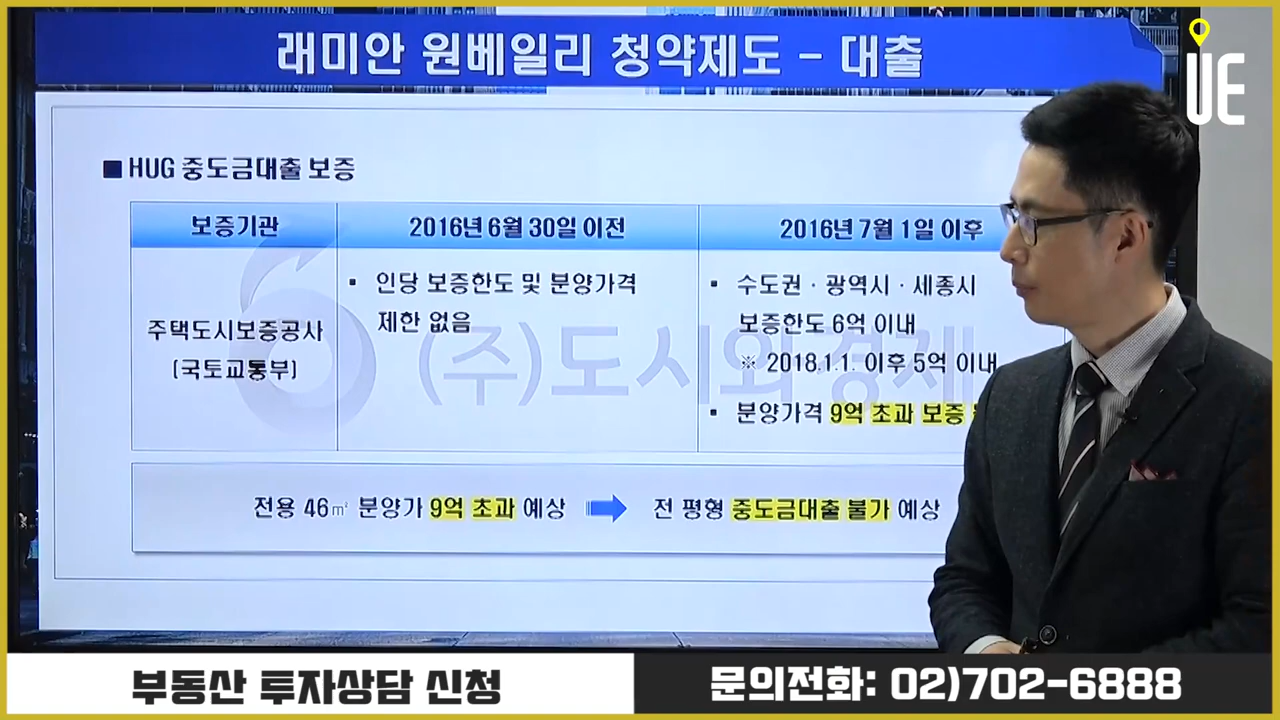 래미안 원베일리 청약제도 - 대출
UE
■ HUG 중도금대출 보증
보증기관
2016년 6월 30일 이전
2016년 7월 1일 이후
주택도시보증공사
(국토교통부)
▪ 인당 보증한도 및 분양가격
제한 없음
▪ 수도권 · 광역시 · 세종시
보증한도 6억 이내
※ 2018.1.1. 이후 5억 이내
▪ 분양가격 9억 초과 보증
(주)도시와경제
전용 46㎡ 분양가 9억 초과 예상
전 평형 중도금대출 불가 예상
부동산 투자상담 신청
문의전화: 02)702-6888